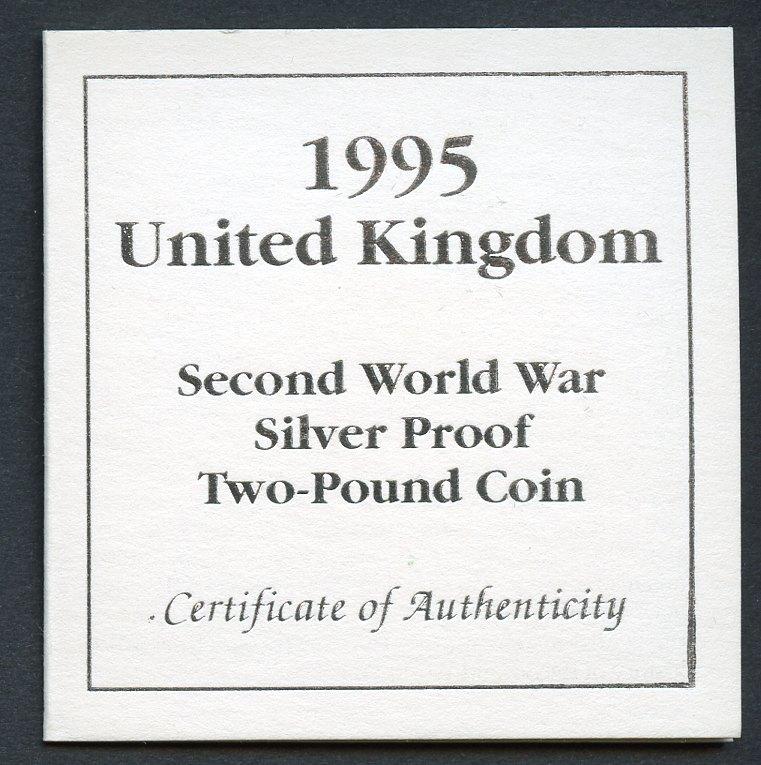 1995
United Kingdom
Second World War
Silver Proof
Two-Pound Coin
Certificate of Authenticity